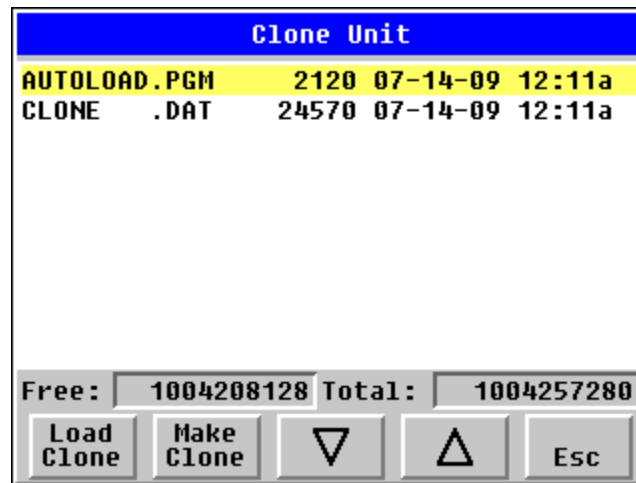 Clone Unit
AUTOLOAD.PGM 2120 07-14-09 12:11a
CLONE .DAT 24570 07-14-09 12:11a
Free: 1004208128 Total: 1004257280
Load Clone Make Clone ▽ △ Esc